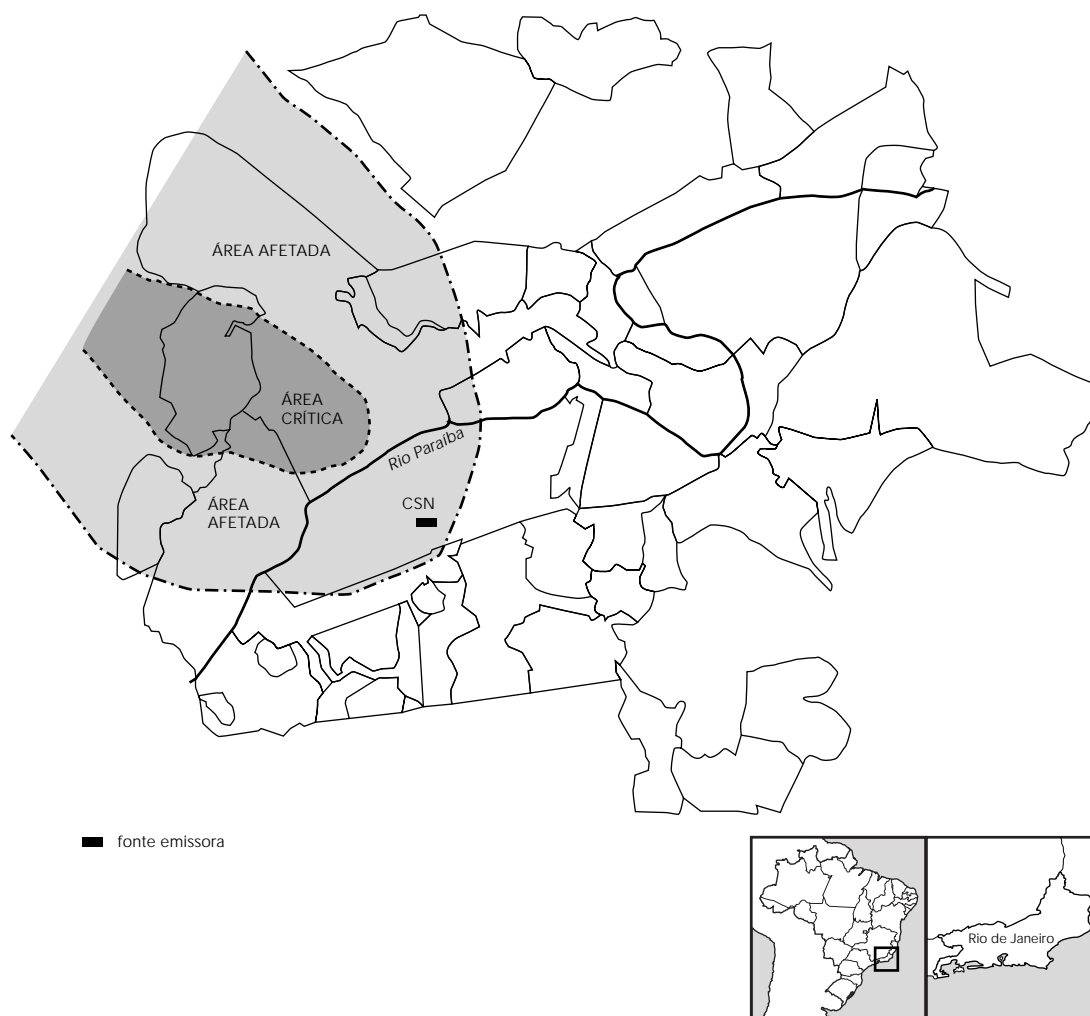 ÁREA AFETADA
ÁREA
CRÍTICA
Rio Paraíba
ÁREA
AFETADA
CSN
fonte emissora
Rio de Janeiro